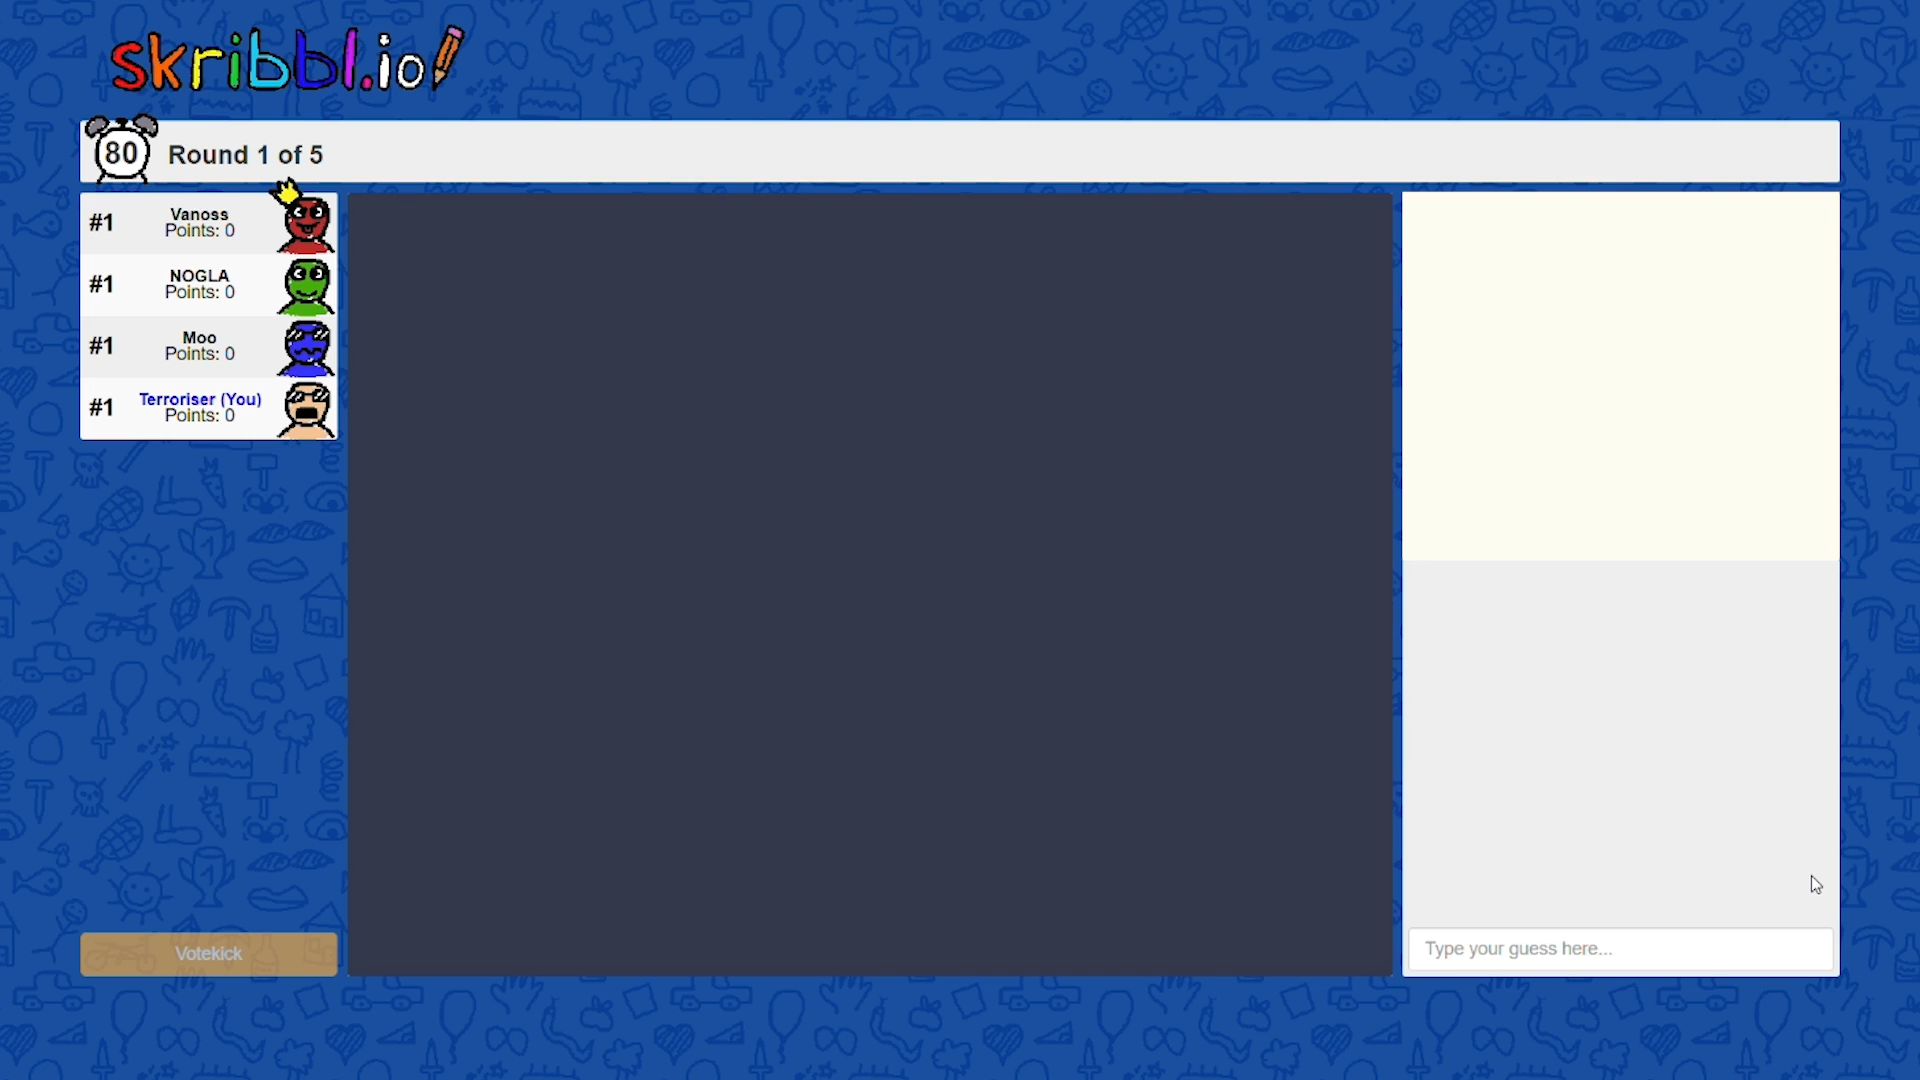 skribbl.io
80
Round 1 of 5
#1
Vanoss
Points: 0
#1
NOGLA
Points: 0
#1
Moo
Points: 0
#1
Terroriser (You)
Points: 0
Votekick
Type your guess here...